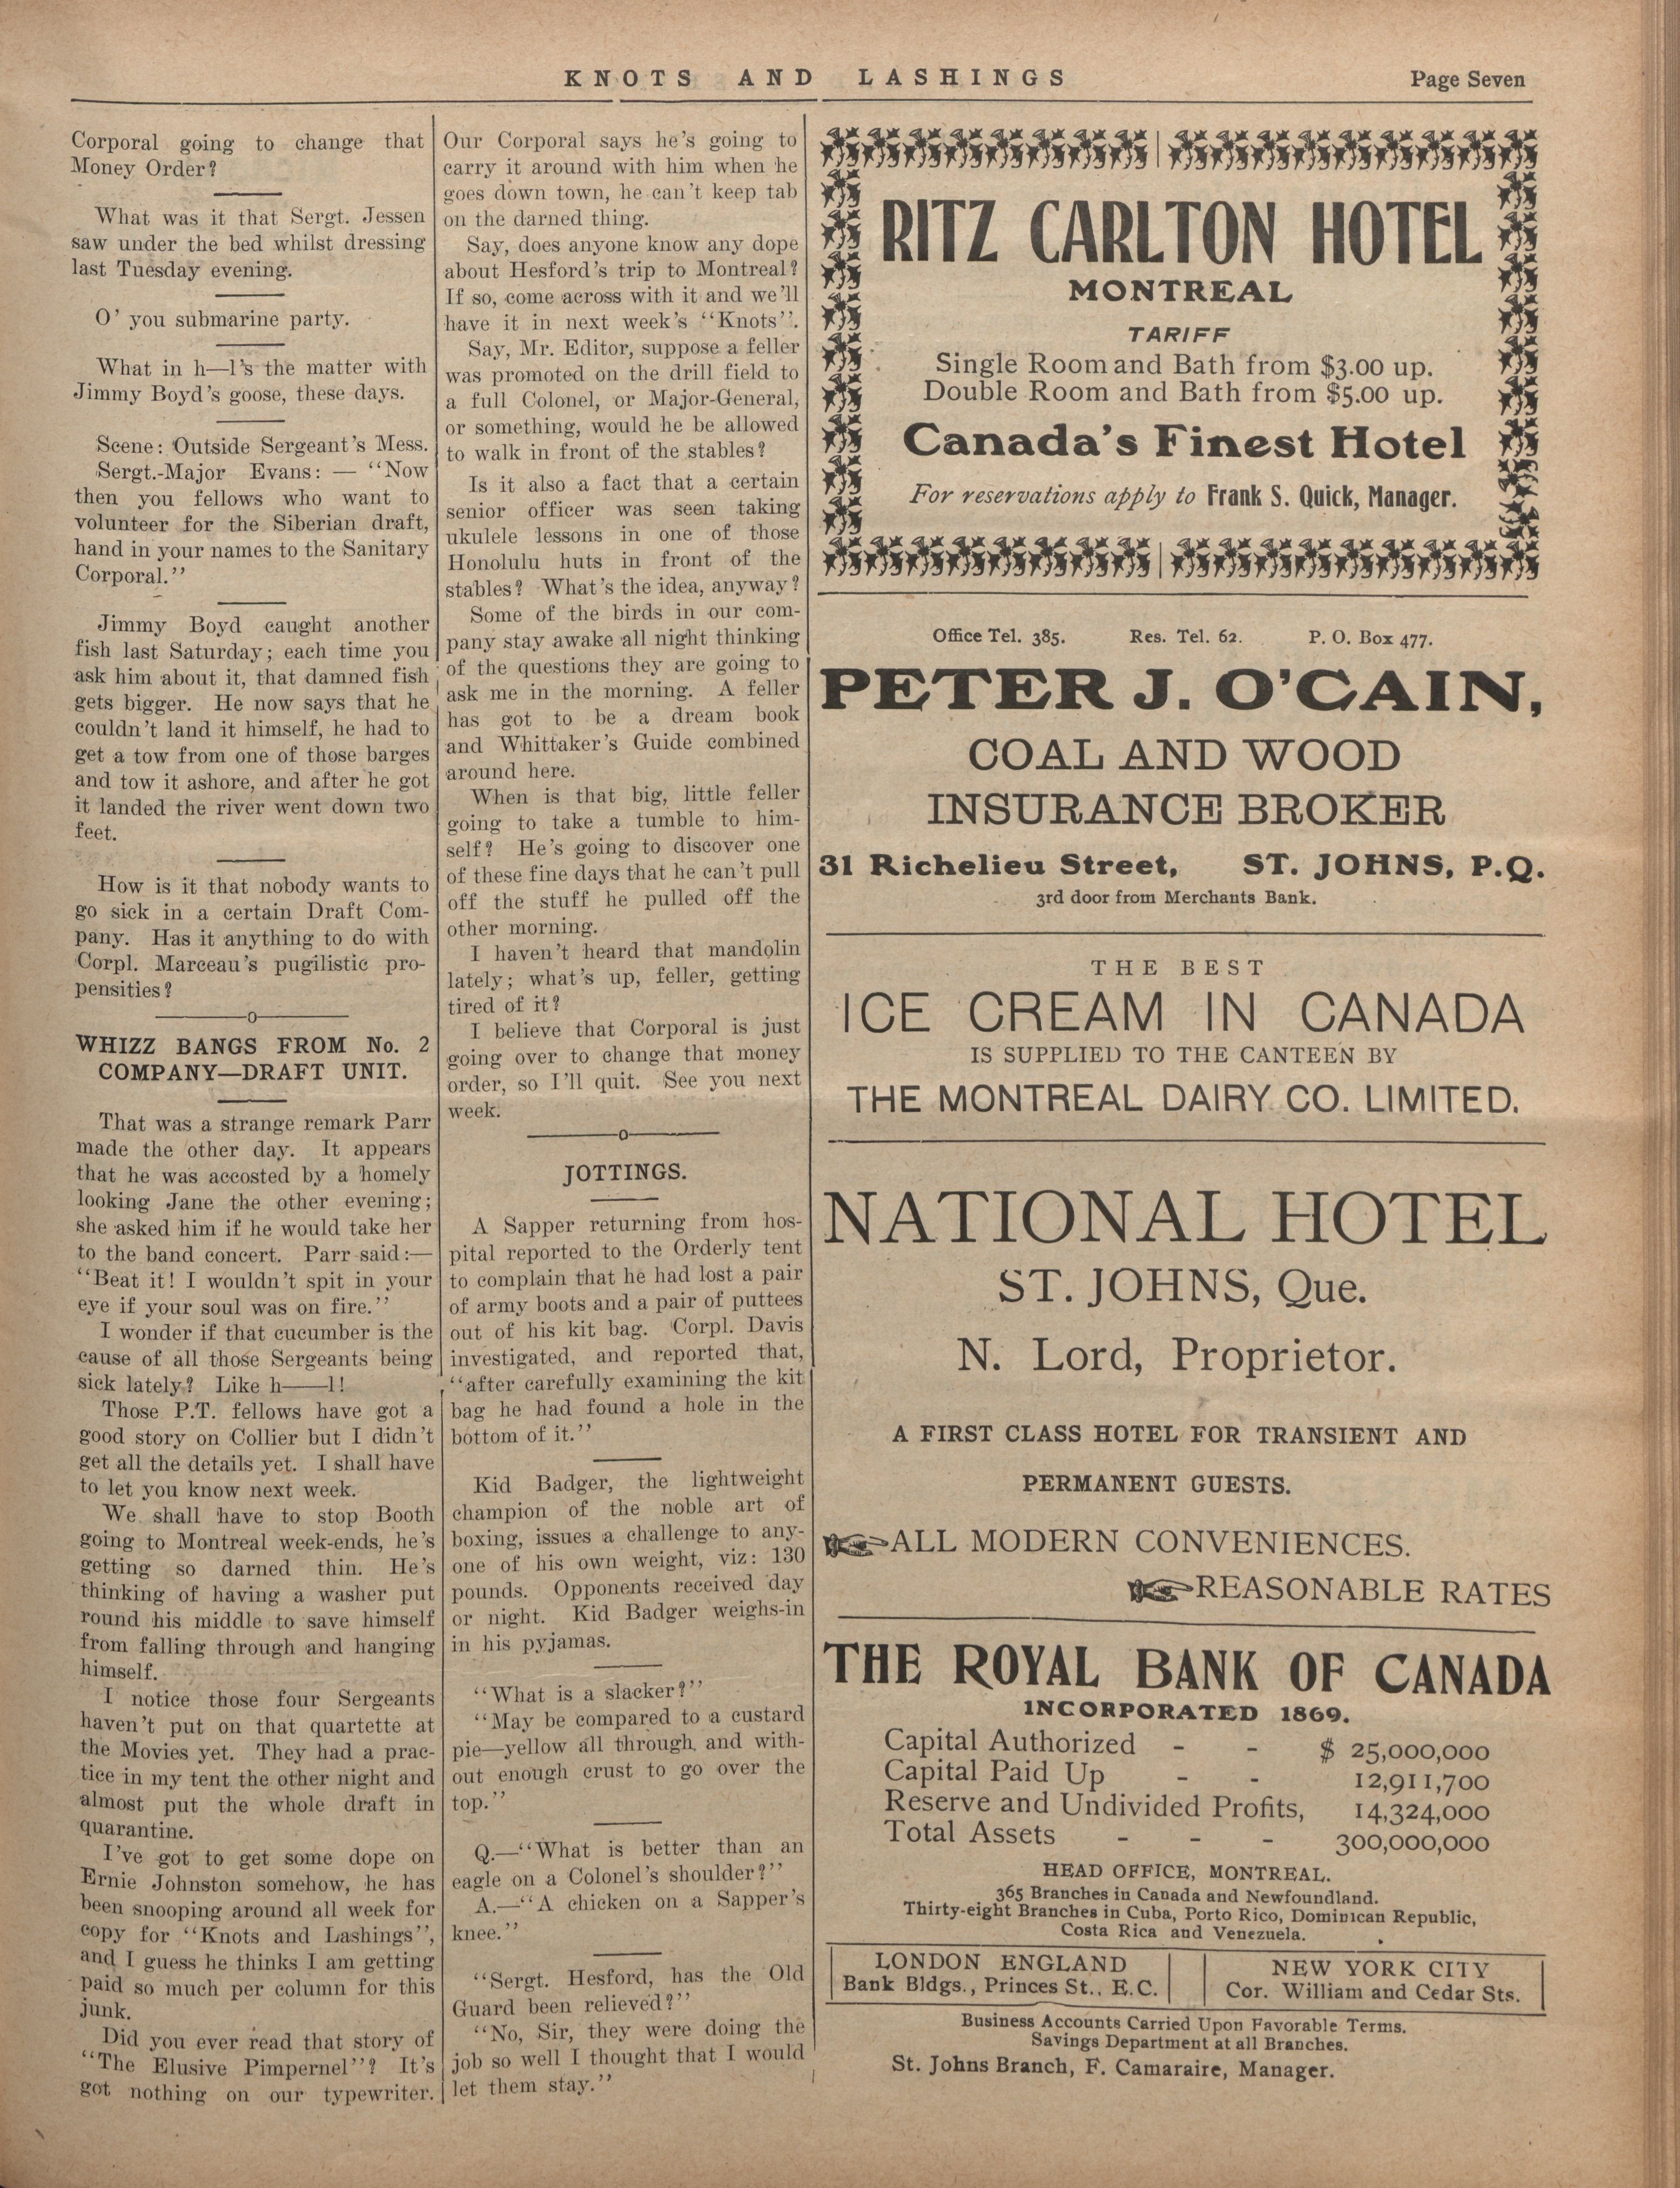 KNOTS AND LASHINGS
Page Seven
Corporal going to change that
Money Order?
What was it that Sergt. Jessen
saw under the bed whilst dressing
last Tuesday evening.
O' you submarine party.
What in h—l's the matter with
Jimmy Boyd's goose, these days.
Scene: Outside Sergeant's Mess.
Sergt.-Major Evans: — "Now
then you fellows who want to
volunteer for the Siberian draft,
hand in your names to the Sanitary
Corporal."
Jimmy Boyd caught another
fish last Saturday; each time you
ask him about it, that damned fish
gets bigger. He now says that he
couldn't land it himself, he had to
get a tow from one of those barges
and tow it ashore, and after he got
it landed the river went down two
feet.
How is it that nobody wants to
go sick in a certain Draft Com-
pany. Has it anything to do with
Corpl. Marceau's pugilistic pro-
pensities?
o
WHIZZ BANGS FROM No. 2
COMPANY—DRAFT UNIT.
That was a strange remark Parr
made the other day. It appears
that he was accosted by a homely
looking Jane the other evening;
she asked him if he would take her
to the band concert. Parr said:—
"Beat it! I wouldn't spit in your
eye if your soul was on fire."
I wonder if that cucumber is the
cause of all those Sergeants being
sick lately? Like h——l!
Those P.T. fellows have got a
good story on Collier but I didn't
get all the details yet. I shall have
to let you know next week.
We shall have to stop Booth
going to Montreal week-ends, he's
getting so darned thin. He's
thinking of having a washer put
round his middle to save himself
from falling through and hanging
himself.
I notice those four Sergeants
haven't put on that quartette at
the Movies yet. They had a prac-
tice in my tent the other night and
almost put the whole draft in
quarantine.
I've got to get some dope on
Ernie Johnston somehow, he has
been snooping around all week for
copy for "Knots and Lashings",
and I guess he thinks I am getting
paid so much per column for this
junk.
Did you ever read that story of
"The Elusive Pimpernel"? It's
got nothing on our typewriter.
Our Corporal says he's going to
carry it around with him when he
goes down town, he can't keep tab
on the darned thing.
Say, does anyone know any dope
about Hesford's trip to Montreal?
If so, come across with it and we'll
have it in next week's "Knots".
Say, Mr. Editor, suppose a feller
was promoted on the drill field to
a full Colonel, or Major-General,
or something, would he be allowed
to walk in front of the stables?
Is it also a fact that a certain
senior officer was seen taking
ukulele lessons in one of those
Honolulu huts in front of the
stables? What's the idea, anyway?
Some of the birds in our com-
pany stay awake all night thinking
of the questions they are going to
ask me in the morning. A feller
has got to be a dream book
and Whittaker's Guide combined
around here.
When is that big, little feller
going to take a tumble to him-
self? He's going to discover one
of these fine days that he can't pull
off the stuff he pulled off the
other morning.
I haven't heard that mandolin
lately; what's up, feller, getting
tired of it?
I believe that Corporal is just
going over to change that money
order, so I'll quit. See you next
week.
o
JOTTINGS.
A Sapper returning from hos-
pital reported to the Orderly tent
to complain that he had lost a pair
of army boots and a pair of puttees
out of his kit bag. Corpl. Davis
investigated, and reported that,
"after carefully examining the kit
bag he had found a hole in the
bottom of it."
Kid Badger, the lightweight
champion of the noble art of
boxing, issues a challenge to any-
one of his own weight, viz: 130
pounds. Opponents received day
or night. Kid Badger weighs-in
in his pyjamas.
"What is a slacker?"
"May be compared to a custard
pie—yellow all through, and with-
out enough crust to go over the
top."
Q.—"What is better than an
eagle on a Colonel's shoulder?"
A.—"A chicken on a Sapper's
knee."
"Sergt. Hesford, has the Old
Guard been relieved?"
"No, Sir, they were doing the
job so well I thought that I would
let them stay."
RITZ CARLTON HOTEL
MONTREAL
TARIFF
Single Room and Bath from $3.00 up.
Double Room and Bath from $5.00 up.
Canada's Finest Hotel
For reservations apply to Frank S. Quick, Manager.
Office Tel. 385. Res. Tel. 62. P. O. Box 477.
PETER J. O'CAIN,
COAL AND WOOD
INSURANCE BROKER
31 Richelieu Street, ST. JOHNS, P.Q.
3rd door from Merchants Bank.
THE BEST
ICE CREAM IN CANADA
IS SUPPLIED TO THE CANTEEN BY
THE MONTREAL DAIRY CO. LIMITED.
NATIONAL HOTEL
ST. JOHNS, Que.
N. Lord, Proprietor.
A FIRST CLASS HOTEL FOR TRANSIENT AND
PERMANENT GUESTS.
ALL MODERN CONVENIENCES.
REASONABLE RATES
THE ROYAL BANK OF CANADA
INCORPORATED 1869.
Capital Authorized - - $ 25,000,000
Capital Paid Up - - 12,911,700
Reserve and Undivided Profits, 14,324,000
Total Assets - - - 300,000,000
HEAD OFFICE, MONTREAL.
365 Branches in Canada and Newfoundland.
Thirty-eight Branches in Cuba, Porto Rico, Dominican Republic,
Costa Rica and Venezuela.
LONDON ENGLAND
Bank Bldgs., Princes St.. E.C.
NEW YORK CITY
Cor. William and Cedar Sts.
Business Accounts Carried Upon Favorable Terms.
Savings Department at all Branches.
St. Johns Branch, F. Camaraire, Manager.